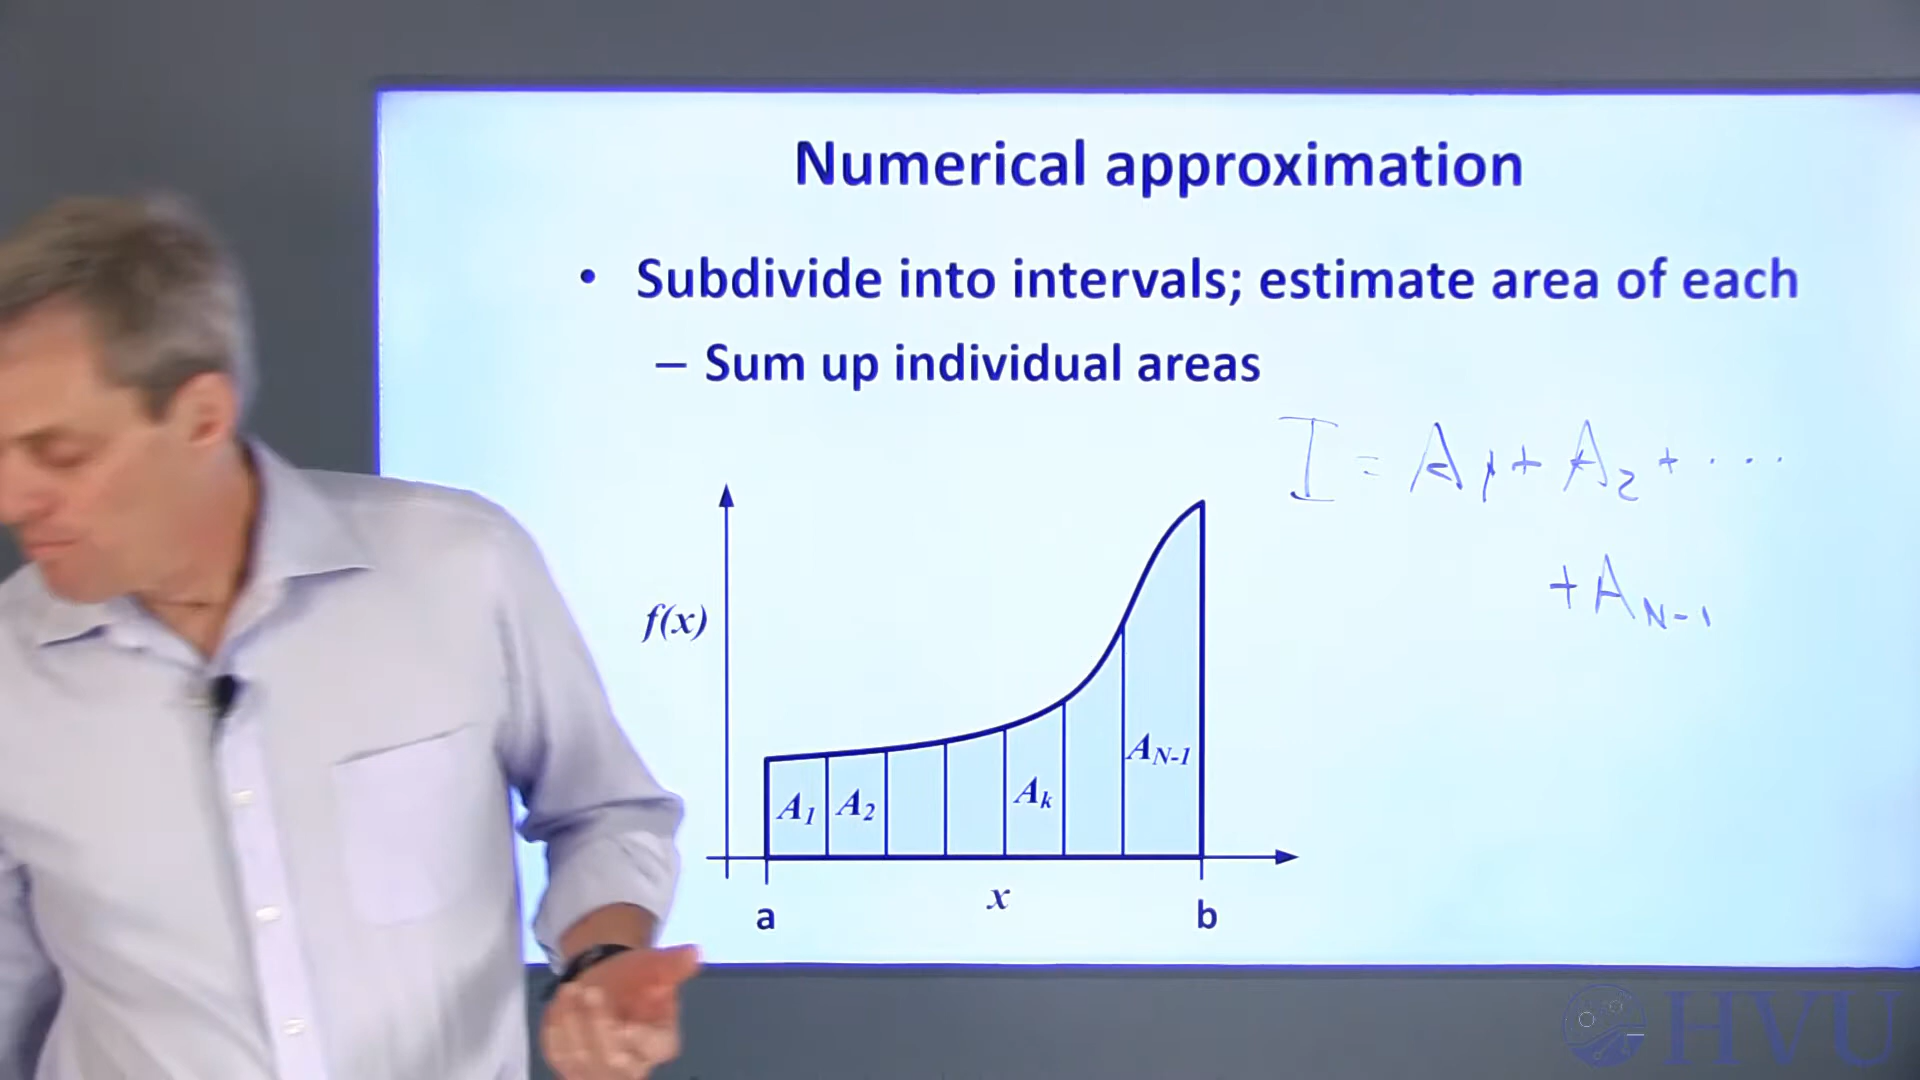 Numerical approximation
• Subdivide into intervals; estimate area of each
– Sum up individual areas
I = A1 + A2 + ....
+ AN-1
f(x)
A1 A2 Ak AN-1
x
a b
HVU